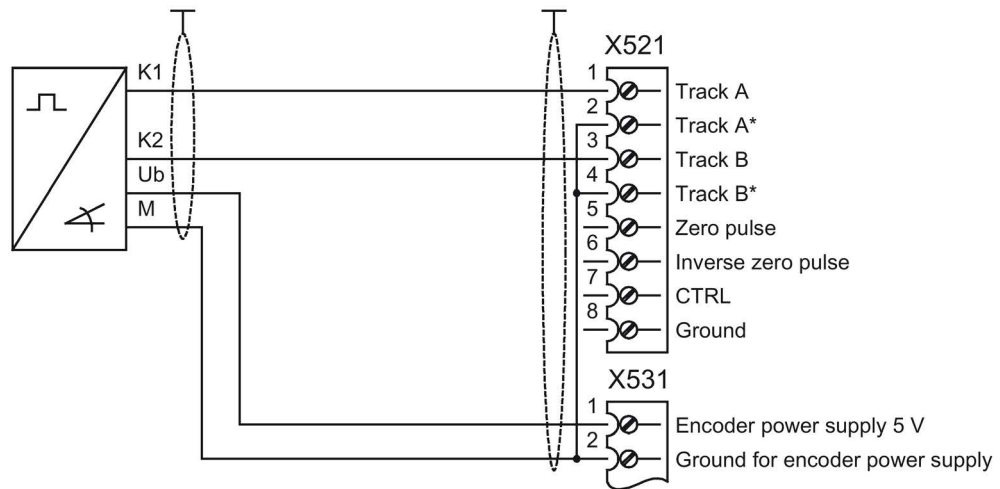 X521
K1
1
Track A
2
Track A*
K2
3
Track B
Ub
4
Track B*
M
5
Zero pulse
6
Inverse zero pulse
7
CTRL
8
Ground
X531
1
Encoder power supply 5 V
2
Ground for encoder power supply